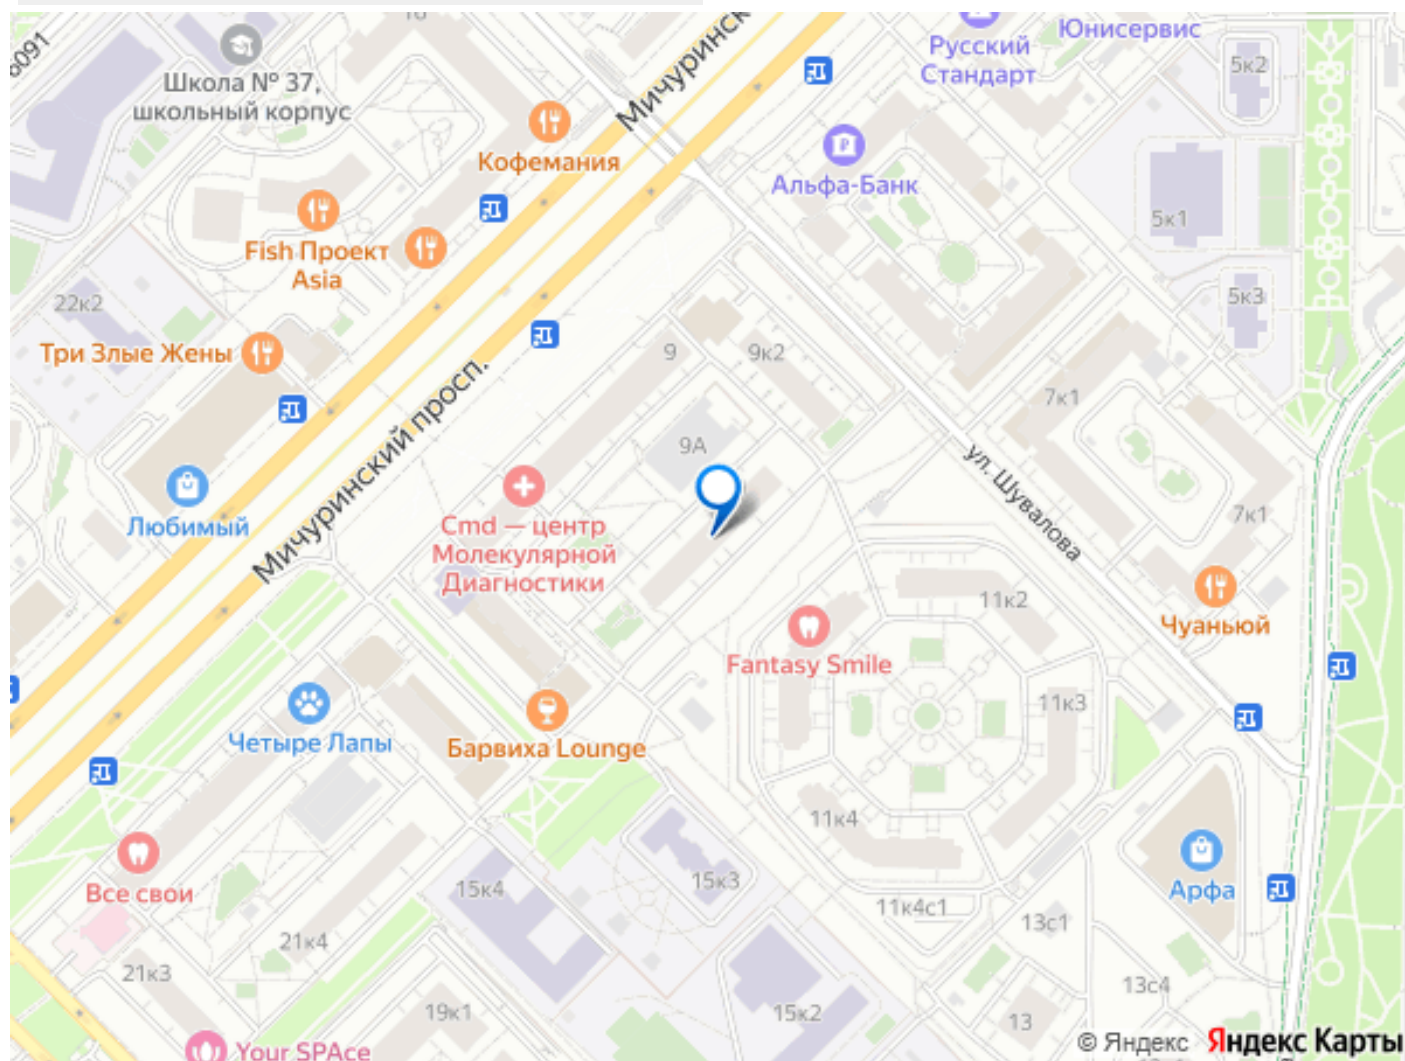 6091
16
Школа № 37,
школьный корпус
Мичуринск
Юнисервис
Русский
Стандарт
5к2
Кофемания
Альфа-Банк
5к1
Fish Проект
Asia
22к2
5к3
Три Злые Жены
9
9к2
7к1
Мичуринский просп.
9А
ул. Шувалова
Любимый
Cmd — центр
Молекулярной
Диагностики
7к1
11к2
Чуаньюй
Fantasy Smile
11к3
Четыре Лапы
Барвиха Lounge
11к4
Все свои
15к4
15к3
Арфа
11к4с1
13с1
21к4
21к3
13с4
19к1
15к2
13
Your SPAce
© Яндекс Яндекс Карты